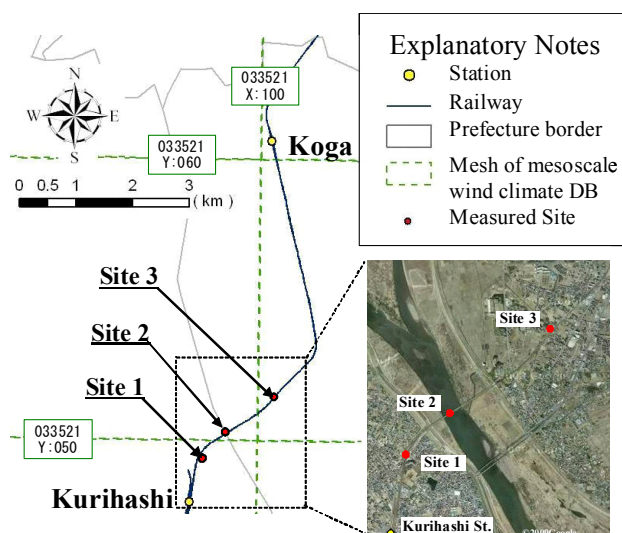 033521
X:100
N
W
E
S
033521
Y:060
Koga
0 0.5 1 2 3
(km)
Site 3
Site 2
Site 1
033521
Y:050
Kurihashi
Explanatory Notes
Station
Railway
Prefecture border
Mesh of mesoscale
wind climate DB
Measured Site
Site 3
Site 2
Site 1
Kurihashi St.
©2009Google